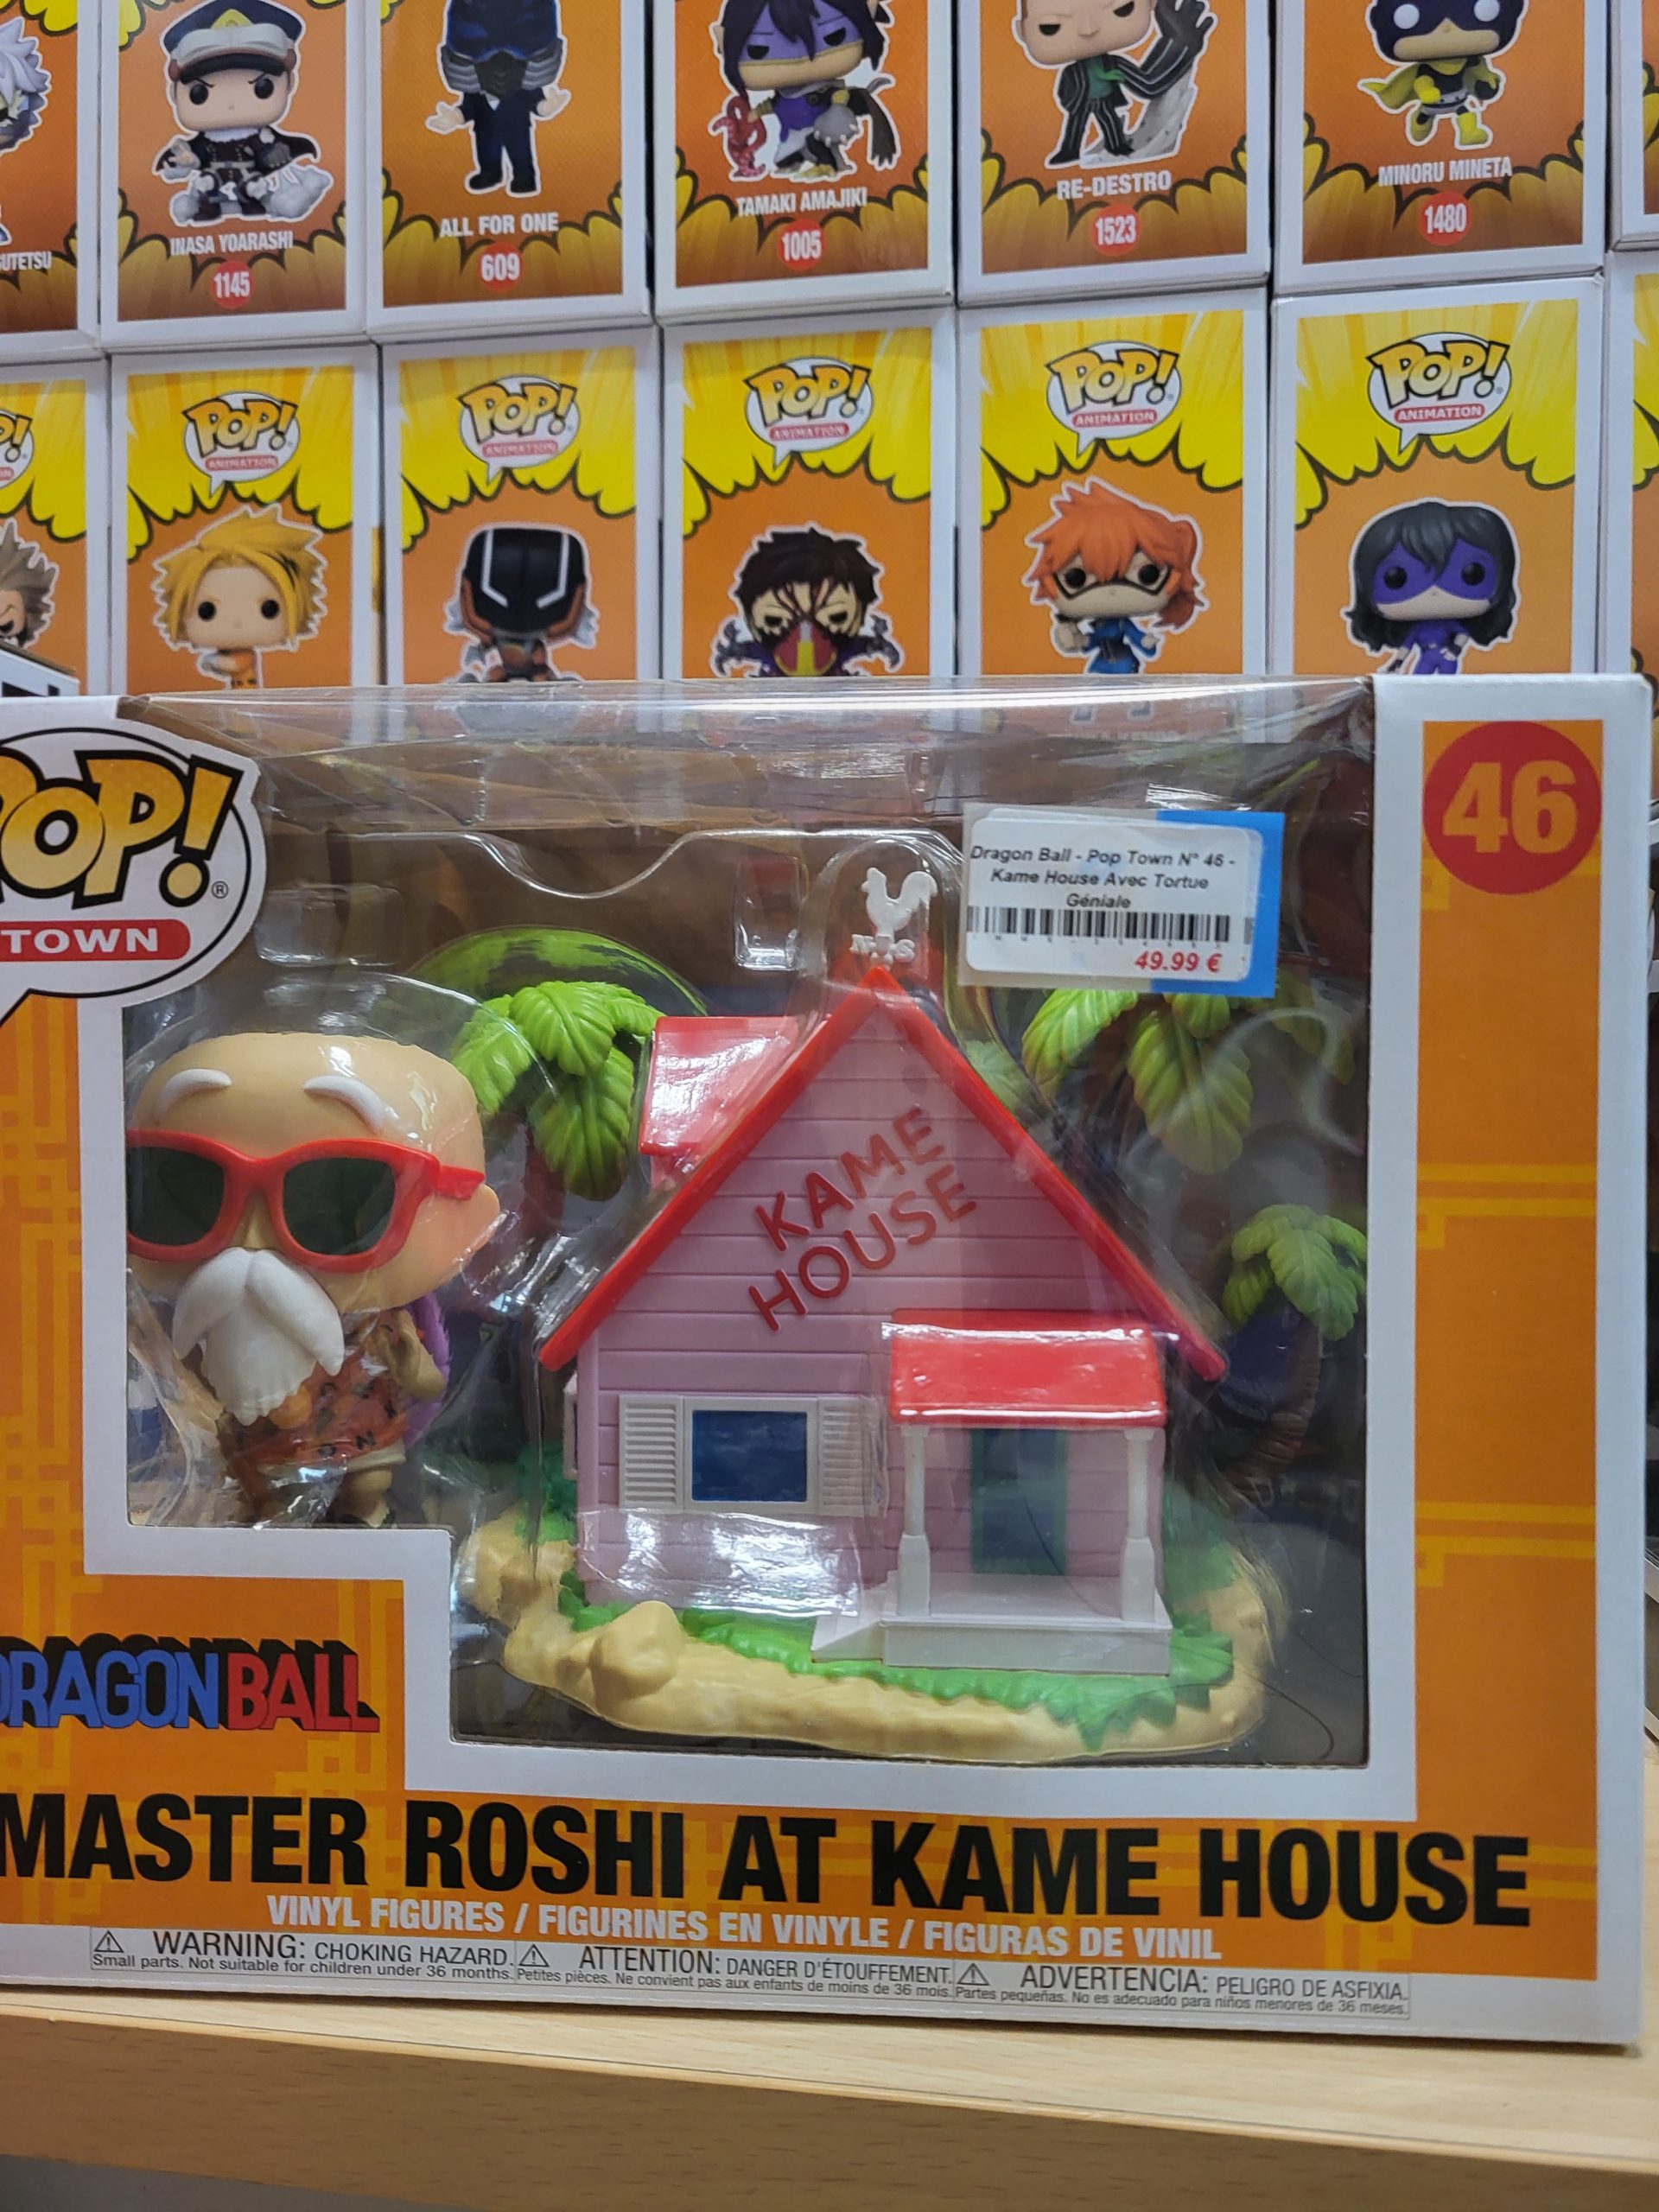 UTETSU
INASA YOARASHI
1145
ALL FOR ONE
609
TAMAKI AMAJIKI
1005
RE-DESTRO
1523
MINORU MINETA
1480
POP!
ANIMATION
POP!
ANIMATION
POP!
ANIMATION
POP!
ANIMATION
POP!
ANIMATION
POP!
TOWN
46
Dragon Ball - Pop Town N° 46 -
Kame House Avec Tortue
Géniale
49.99 €
N S
KAME
HOUSE
DRAGONBALL
MASTER ROSHI AT KAME HOUSE
VINYL FIGURES / FIGURINES EN VINYLE / FIGURAS DE VINIL
WARNING: CHOKING HAZARD.
Small parts. Not suitable for children under 36 months.
ATTENTION: DANGER D'ÉTOUFFEMENT.
Petites pièces. Ne convient pas aux enfants de moins de 36 mois.
ADVERTENCIA: PELIGRO DE ASFIXIA.
Partes pequeñas. No es adecuado para niños menores de 36 meses.